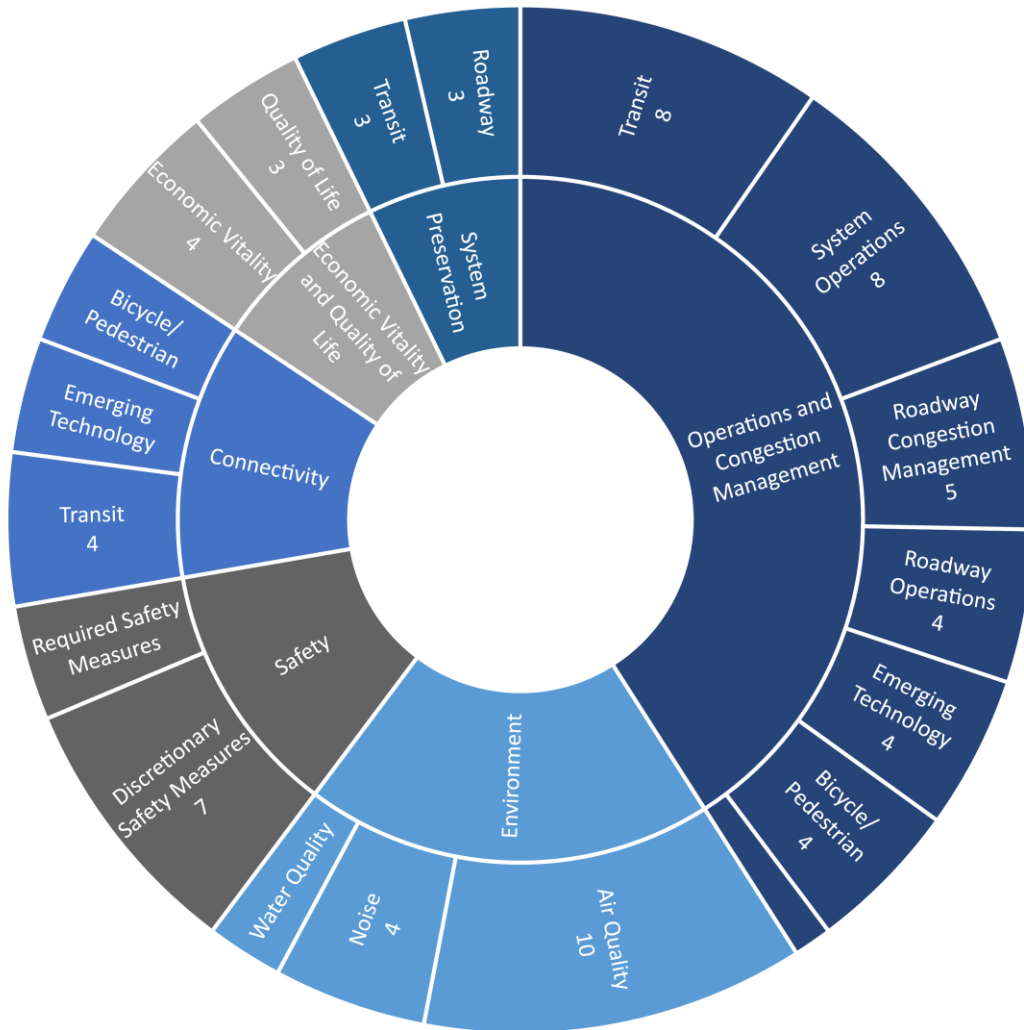 Transit
8
System
Operations
8
Roadway
Congestion
Management
5
Roadway
Operations
4
Emerging
Technology
4
Bicycle/
Pedestrian
4
Operations and
Congestion
Management
Air Quality
10
Noise
4
Water Quality
Environment
Discretionary
Safety Measures
7
Required Safety
Measures
Safety
Transit
4
Emerging
Technology
Bicycle/
Pedestrian
Connectivity
Economic Vitality
4
Quality of Life
3
Economic Vitality
and Quality of
Life
Transit
3
Roadway
3
System
Preservation